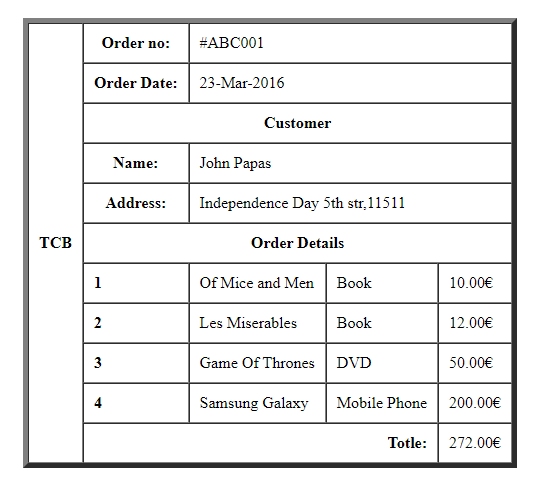 TCB
Order no: #ABC001
Order Date: 23-Mar-2016
Customer
Name: John Papas
Address: Independence Day 5th str,11511
Order Details
1 Of Mice and Men Book 10.00€
2 Les Miserables Book 12.00€
3 Game Of Thrones DVD 50.00€
4 Samsung Galaxy Mobile Phone 200.00€
Totle: 272.00€